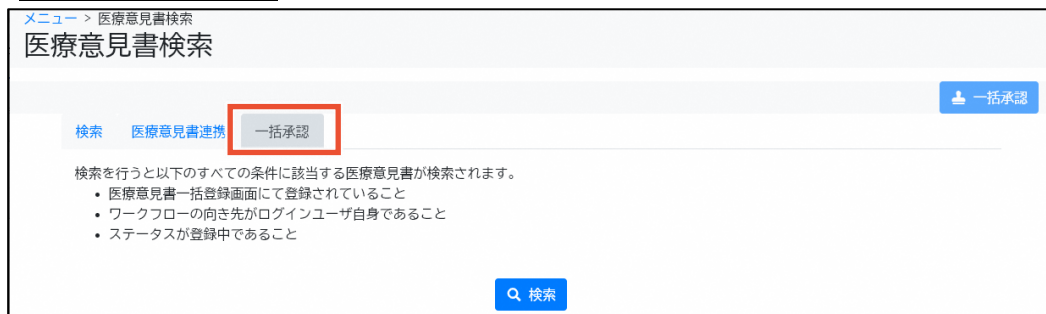 メニュー > 医療意見書検索
医療意見書検索
一括承認
検索 医療意見書連携 一括承認
検索を行うと以下のすべての条件に該当する医療意見書が検索されます。
• 医療意見書一括登録画面にて登録されていること
• ワークフローの向き先がログインユーザ自身であること
• ステータスが登録中であること
検索